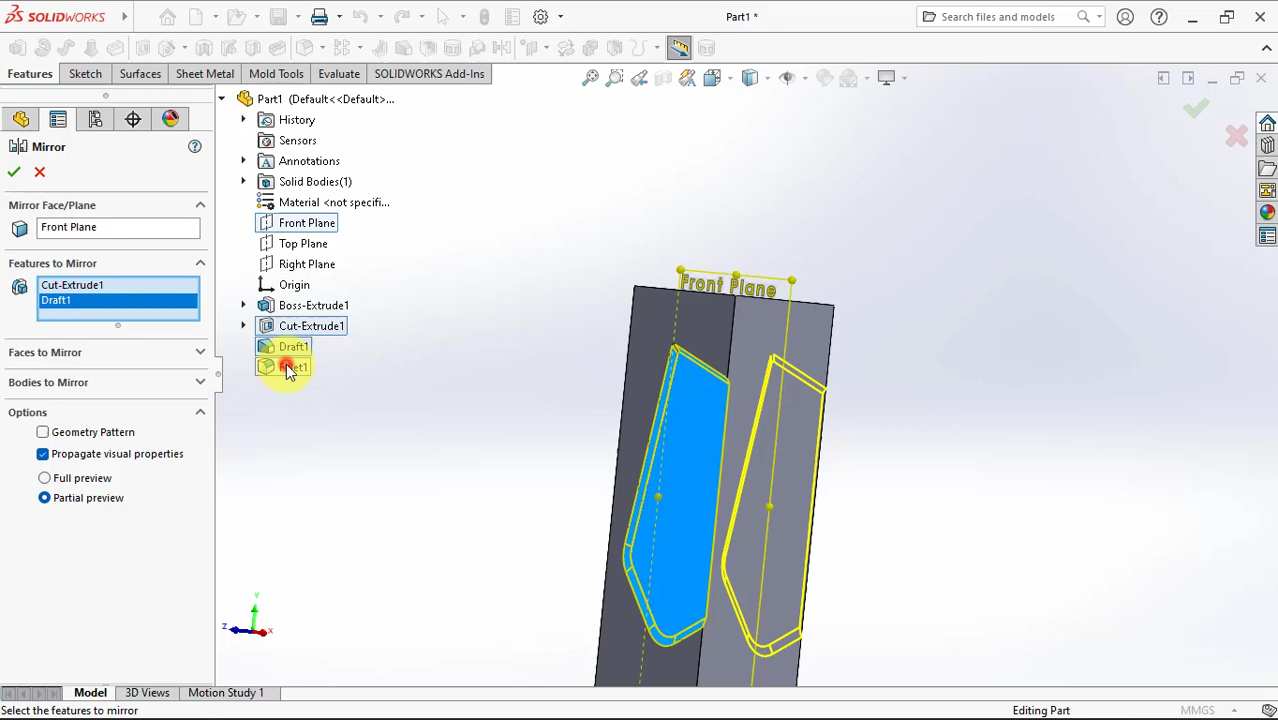 SOLIDWORKS
Part1 *
Search files and models
Features
Sketch
Surfaces
Sheet Metal
Mold Tools
Evaluate
SOLIDWORKS Add-Ins
Mirror
Mirror Face/Plane
Front Plane
Features to Mirror
Cut-Extrude1
Draft1
Faces to Mirror
Bodies to Mirror
Options
Geometry Pattern
Propagate visual properties
Full preview
Partial preview
Part1 (Default<<Default>...
History
Sensors
Annotations
Solid Bodies(1)
Material <not specifi...
Front Plane
Top Plane
Right Plane
Origin
Boss-Extrude1
Cut-Extrude1
Draft1
Fillet1
Front Plane
Y
Z
X
Model
3D Views
Motion Study 1
Select the features to mirror
Editing Part
MMGS